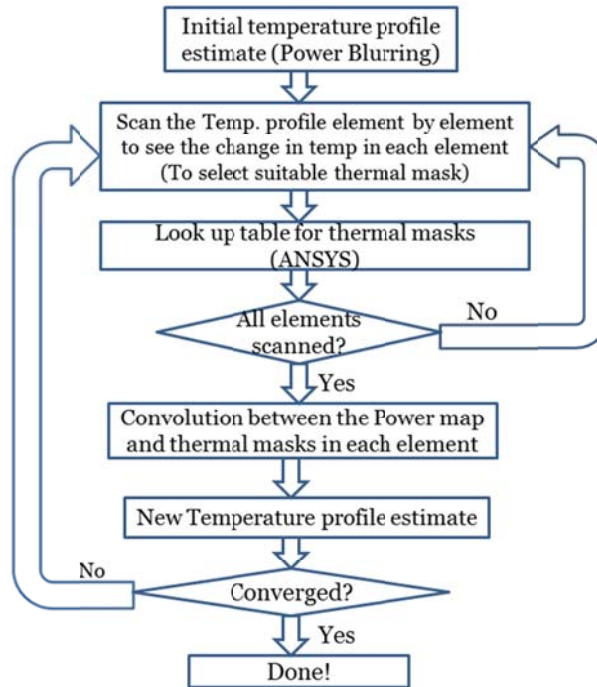 Initial temperature profile
estimate (Power Blurring)
Scan the Temp. profile element by element
to see the change in temp in each element
(To select suitable thermal mask)
Look up table for thermal masks
(ANSYS)
All elements
scanned?
No
Yes
Convolution between the Power map
and thermal masks in each element
New Temperature profile estimate
No
Converged?
Yes
Done!